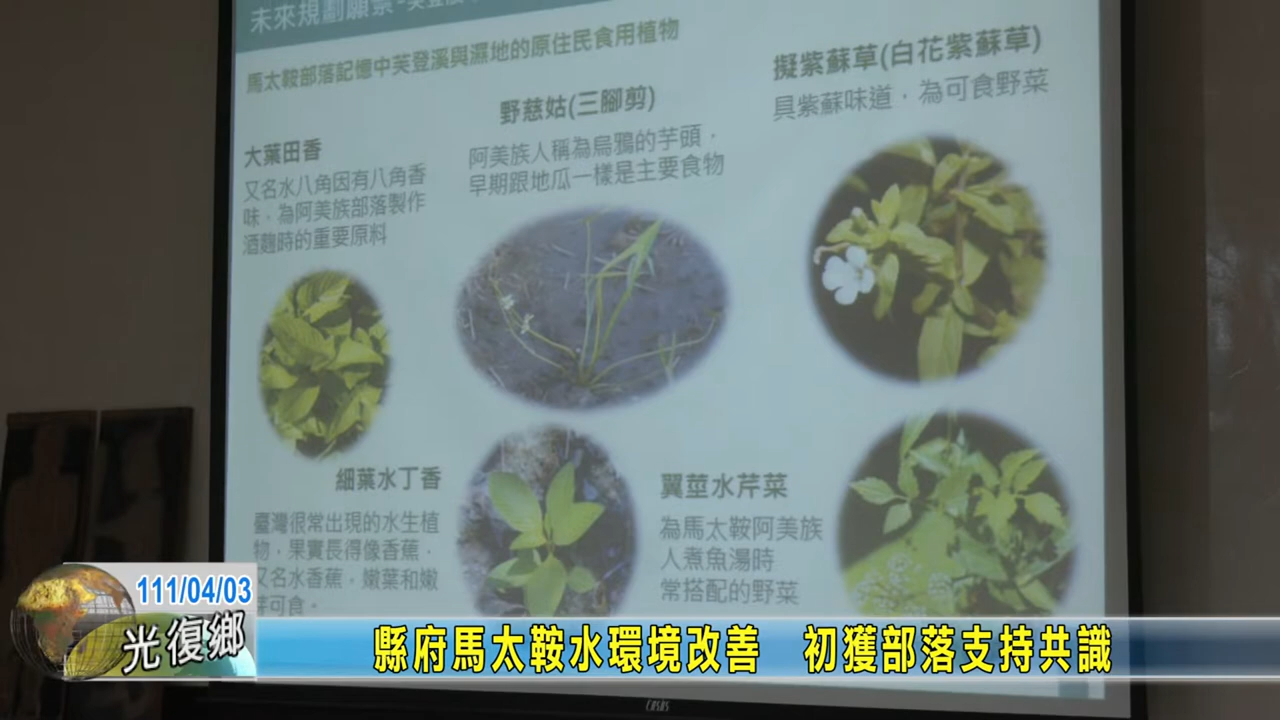 未來規劃願景-芙登溪
馬太鞍部落記憶中芙登溪與濕地的原住民食用植物
擬紫蘇草(白花紫蘇草)
具紫蘇味道，為可食野菜
野慈姑(三腳剪)
阿美族人稱為烏鴉的芋頭，
早期跟地瓜一樣是主要食物
大葉田香
又名水八角因有八角香
味，為阿美族部落製作
酒麴時的重要原料
細葉水丁香
臺灣很常出現的水生植
物，果實長得像香蕉，
又名水香蕉，嫩葉和嫩
芽可食。
翼莖水芹菜
為馬太鞍阿美族
人煮魚湯時
常搭配的野菜
111/04/03
光復鄉
縣府馬太鞍水環境改善 初獲部落支持共識